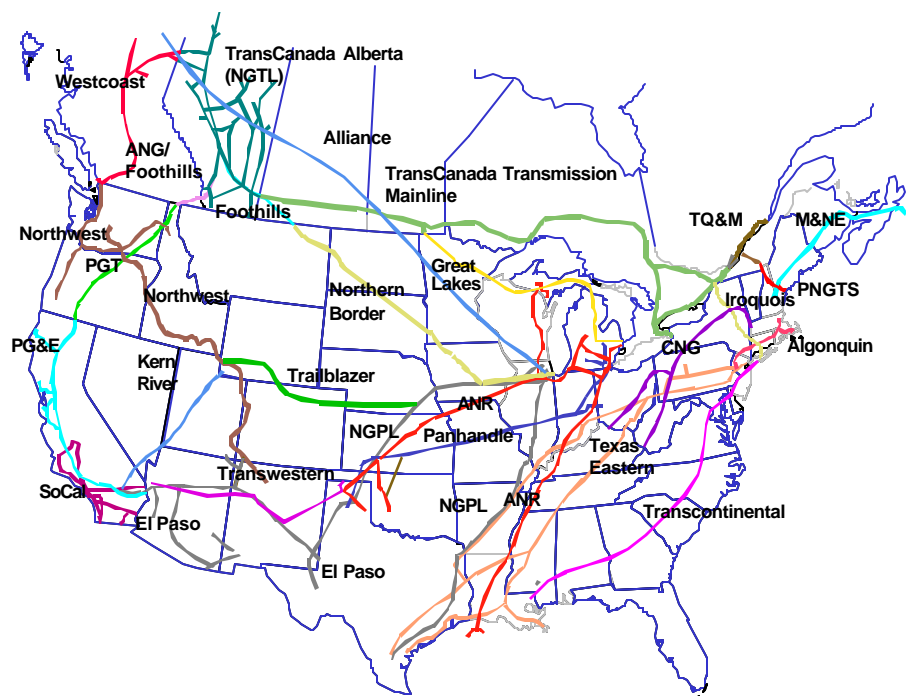 TransCanada Alberta
(NGTL)
Westcoast
Alliance
ANG/
Foothills
TransCanada Transmission
Mainline
Foothills
TQ&M
M&NE
Northwest
PGT
Great
Lakes
Northwest
Northern
Border
PNGTS
Iroquois
PG&E
Kern
River
CNG
Algonquin
Trailblazer
ANR
NGPL
Panhandle
Texas
Eastern
Transwestern
SoCal
NGPL
ANR
Transcontinental
El Paso
El Paso